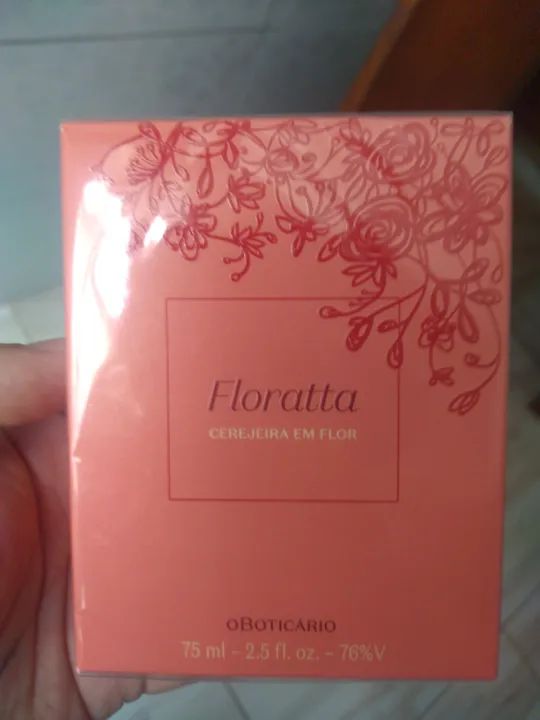 Floratta
CEREJEIRA EM FLOR
oBOTICÁRIO
75 ml - 2.5 fl. oz. - 76%V